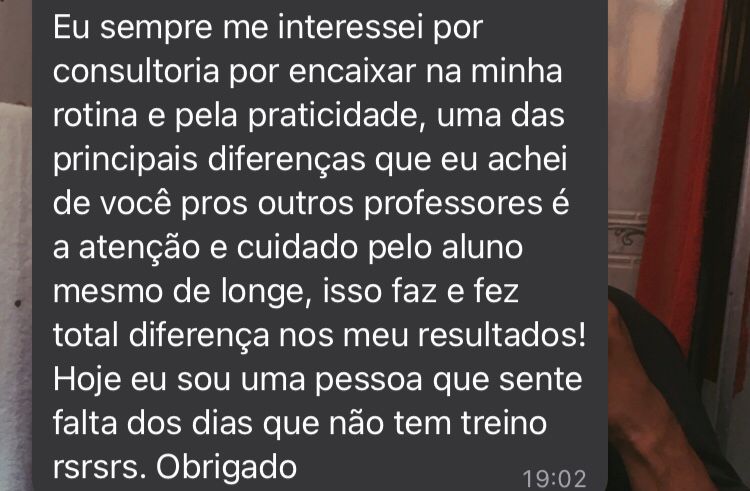 Eu sempre me interessei por
consultoria por encaixar na minha
rotina e pela praticidade, uma das
principais diferenças que eu achei
de você pros outros professores é
a atenção e cuidado pelo aluno
mesmo de longe, isso faz e fez
total diferença nos meu resultados!
Hoje eu sou uma pessoa que sente
falta dos dias que não tem treino
rsrsrs. Obrigado
19:02